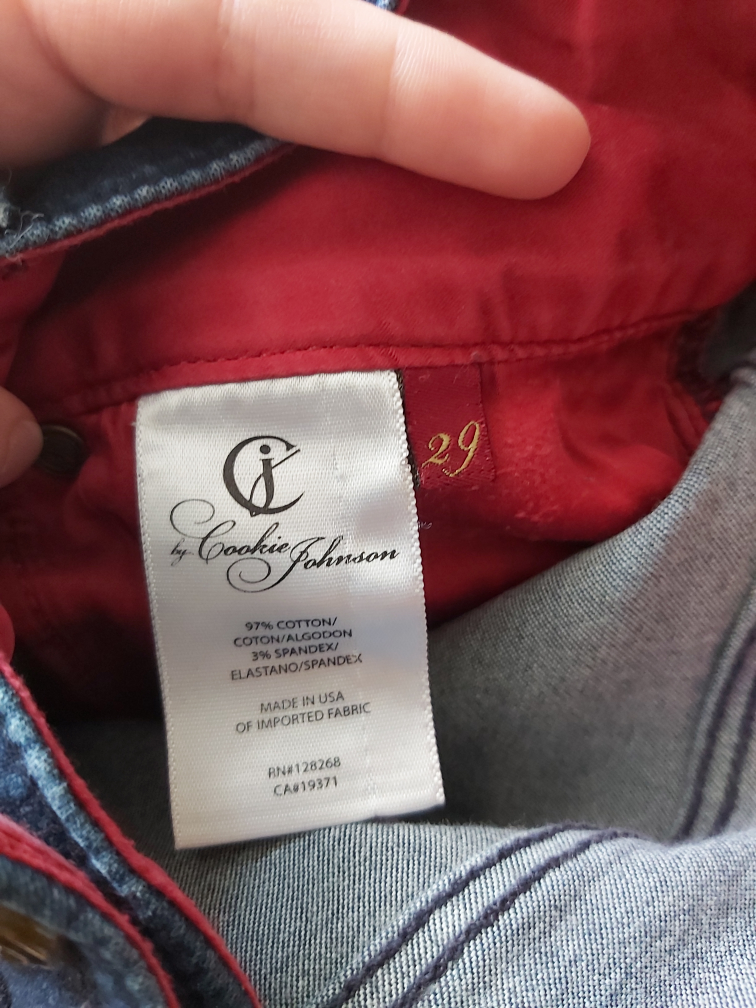 CJ
by Cookie Johnson
29
97% COTTON/
COTON/ALGODON
3% SPANDEX/
ELASTANO/SPANDEX
MADE IN USA
OF IMPORTED FABRIC
RN#128268
CA#19371